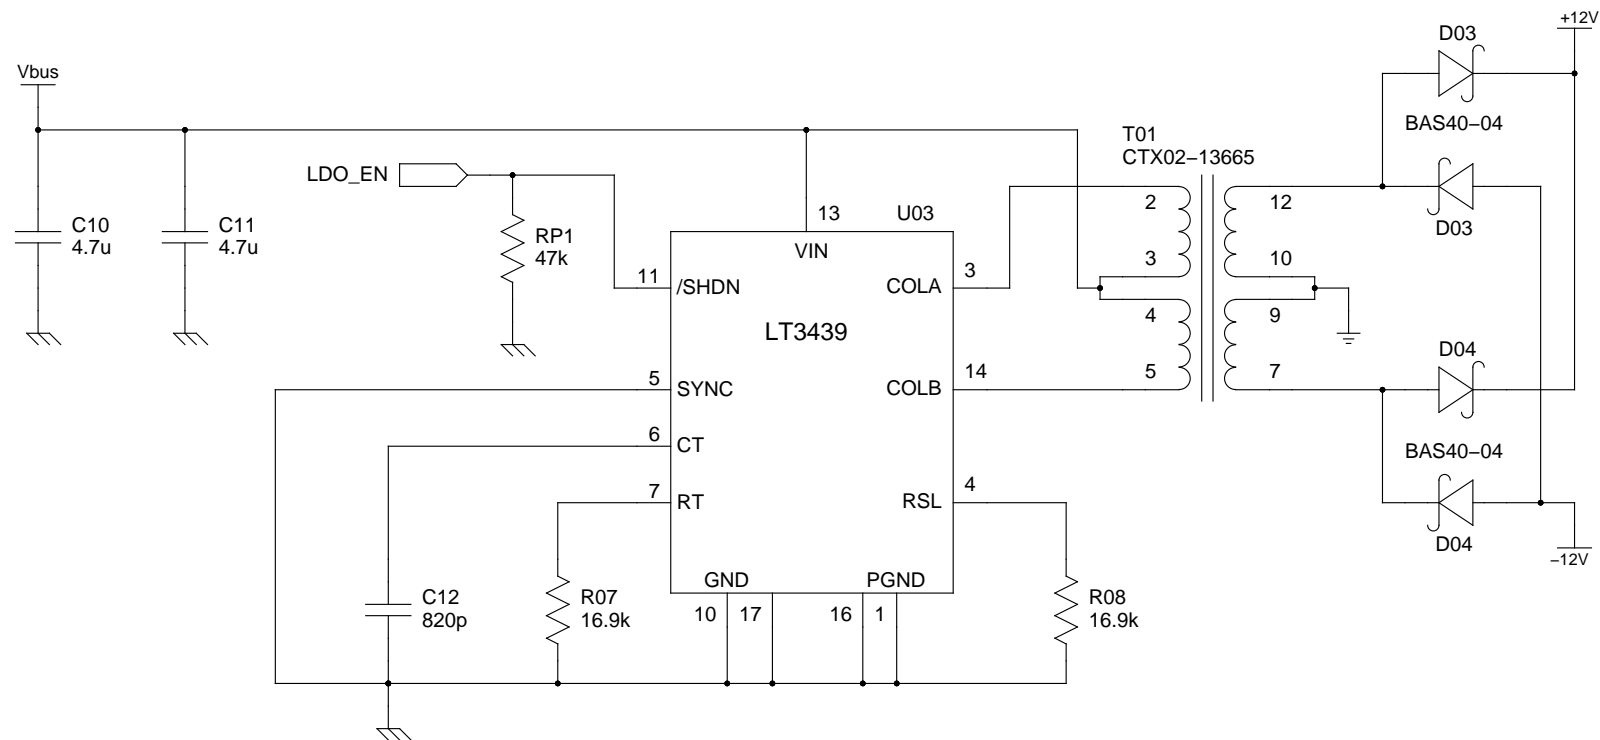 +12V
D03
Vbus
BAS40−04
T01
CTX02−13665
LDO_EN
2
12
13
U03
C10
4.7u
C11
4.7u
RP1
47k
D03
VIN
3
10
11
/SHDN
COLA
3
4
9
LT3439
D04
5
SYNC
COLB
14
5
7
6
CT
BAS40−04
7
RT
RSL
4
D04
−12V
GND
PGND
C12
820p
R07
16.9k
10
17
16
1
R08
16.9k